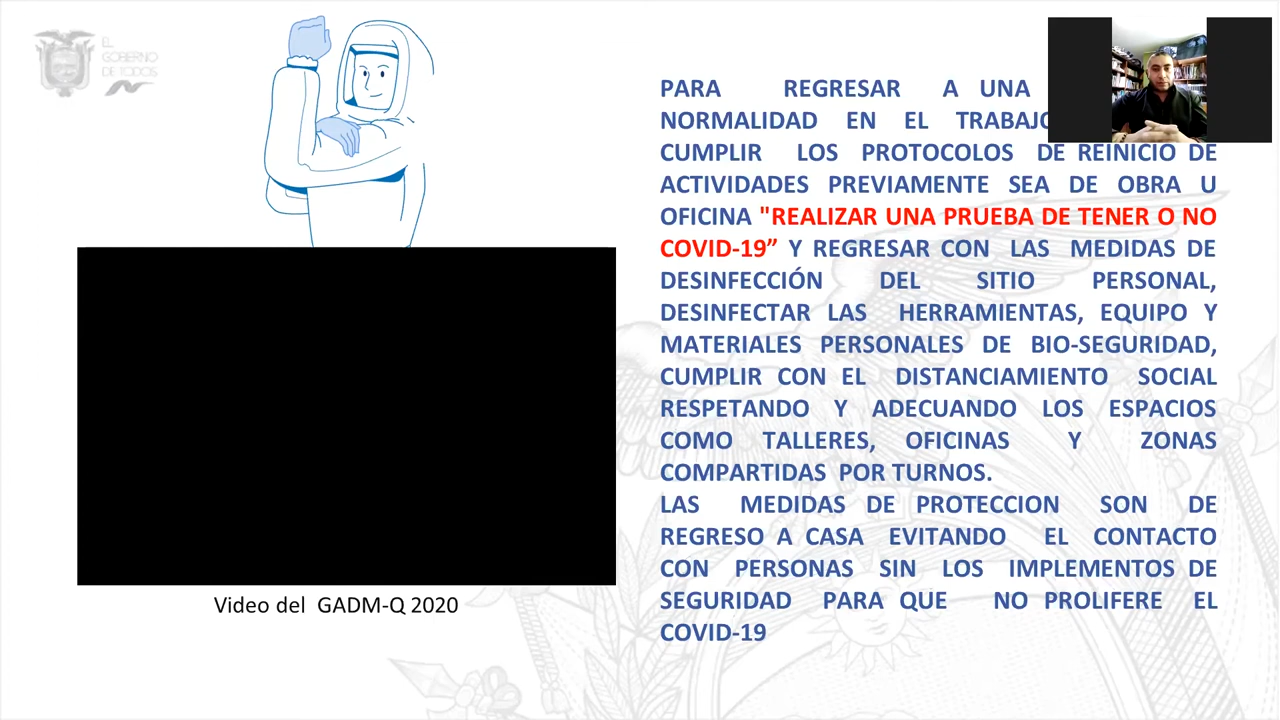 EL
GOBIERNO
DE TODOS
PARA REGRESAR A UNA
NORMALIDAD EN EL TRABAJO
CUMPLIR LOS PROTOCOLOS DE REINICIO DE
ACTIVIDADES PREVIAMENTE SEA DE OBRA U
OFICINA "REALIZAR UNA PRUEBA DE TENER O NO
COVID-19” Y REGRESAR CON LAS MEDIDAS DE
DESINFECCIÓN DEL SITIO PERSONAL,
DESINFECTAR LAS HERRAMIENTAS, EQUIPO Y
MATERIALES PERSONALES DE BIO-SEGURIDAD,
CUMPLIR CON EL DISTANCIAMIENTO SOCIAL
RESPETANDO Y ADECUANDO LOS ESPACIOS
COMO TALLERES, OFICINAS Y ZONAS
COMPARTIDAS POR TURNOS.
LAS MEDIDAS DE PROTECCION SON DE
REGRESO A CASA EVITANDO EL CONTACTO
CON PERSONAS SIN LOS IMPLEMENTOS DE
SEGURIDAD PARA QUE NO PROLIFERE EL
COVID-19
Video del GADM-Q 2020